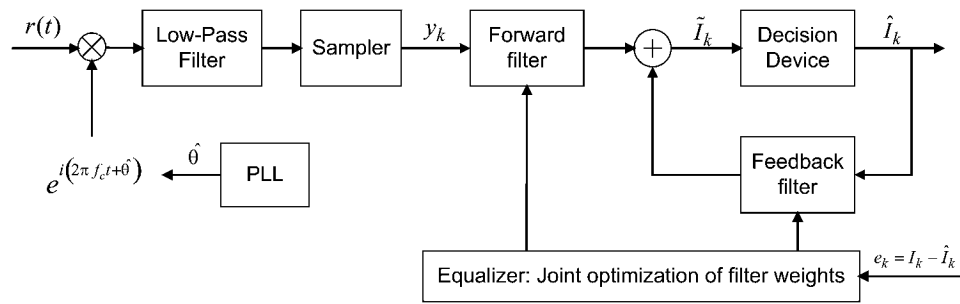 r(t)
Low-Pass
Filter
Sampler
y_k
Forward
filter
+
Ĩ_k
Decision
Device
Î_k
e^{i(2π f_c t+θ̂)}
θ̂
PLL
Feedback
filter
Equalizer: Joint optimization of filter weights
e_k = I_k − Î_k